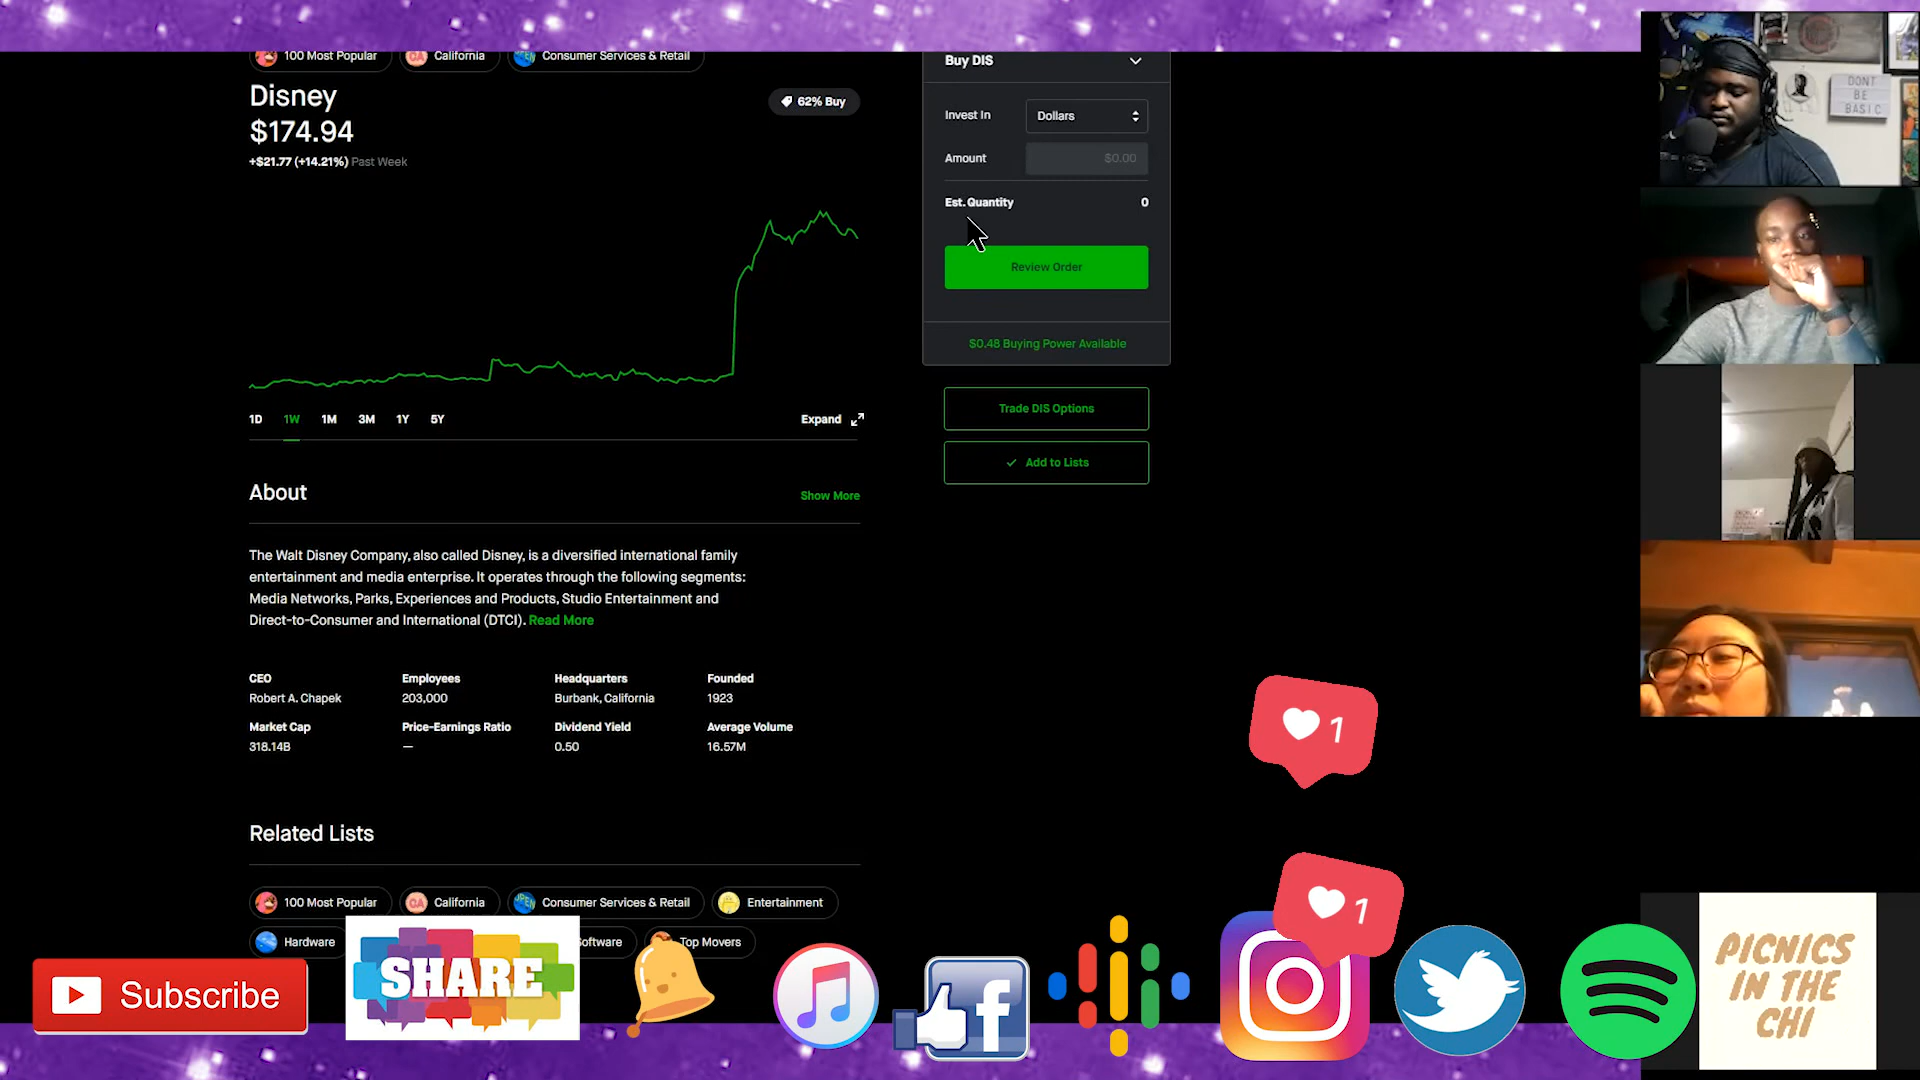 100 Most Popular
California
Consumer Services & Retail
Disney
$174.94
+$21.77 (+14.21%) Past Week
62% Buy
1D
1W
1M
3M
1Y
5Y
Expand
About
Show More
The Walt Disney Company, also called Disney, is a diversified international family
entertainment and media enterprise. It operates through the following segments:
Media Networks, Parks, Experiences and Products, Studio Entertainment and
Direct-to-Consumer and International (DTCI). Read More
CEO
Robert A. Chapek
Employees
203,000
Headquarters
Burbank, California
Founded
1923
Market Cap
318.14B
Price-Earnings Ratio
—
Dividend Yield
0.50
Average Volume
16.57M
Related Lists
100 Most Popular
CA
California
Consumer Services & Retail
Entertainment
Hardware
Software
Top Movers
Buy DIS
Invest In
Dollars
Amount
$0.00
Est. Quantity
0
Review Order
$0.48 Buying Power Available
Trade DIS Options
Add to Lists
DONT
BE
BASIC
1
1
Subscribe
SHARE
f
PICNICS
IN THE
CHI